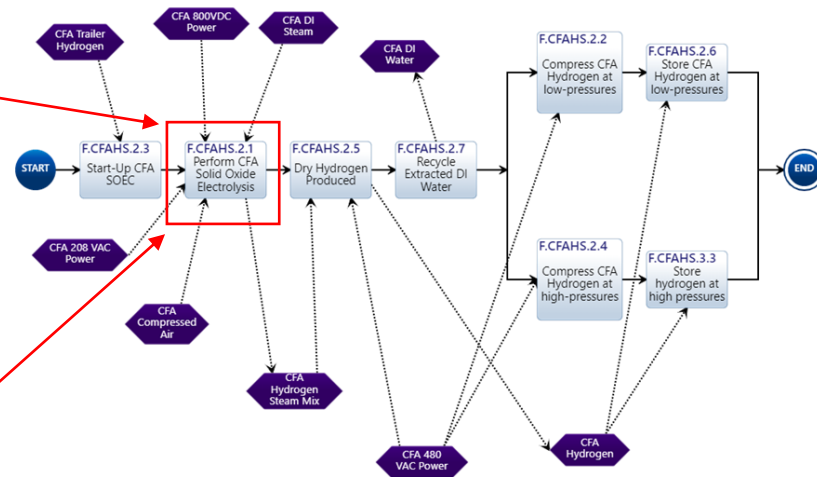 CFA Trailer
Hydrogen
CFA 800VDC
Power
CFA DI
Steam
CFA DI
Water
F.CFAHS.2.2
Compress CFA
Hydrogen at
low-pressures
F.CFAHS.2.6
Store CFA
Hydrogen at
low-pressures
START
F.CFAHS.2.3
Start-Up CFA
SOEC
F.CFAHS.2.1
Perform CFA
Solid Oxide
Electrolysis
F.CFAHS.2.5
Dry Hydrogen
Produced
F.CFAHS.2.7
Recycle
Extracted DI
Water
END
F.CFAHS.2.4
Compress CFA
Hydrogen at
high-pressures
F.CFAHS.3.3
Store
hydrogen at
high pressures
CFA 208 VAC
Power
CFA
Compressed
Air
CFA
Hydrogen
Steam Mix
CFA 480
VAC Power
CFA
Hydrogen